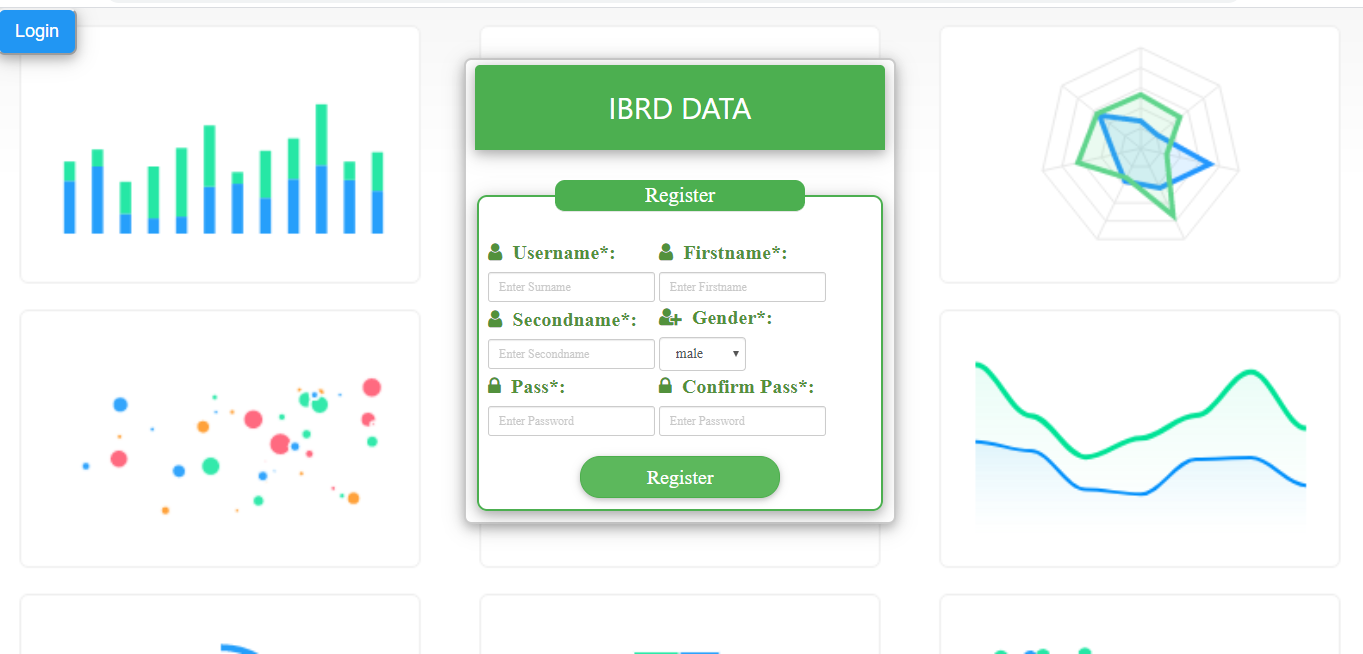 Login
IBRD DATA
Register
Username*: Firstname*:
Enter Surname Enter Firstname
Secondname*: Gender*:
Enter Secondname male
Pass*: Confirm Pass*:
Enter Password Enter Password
Register